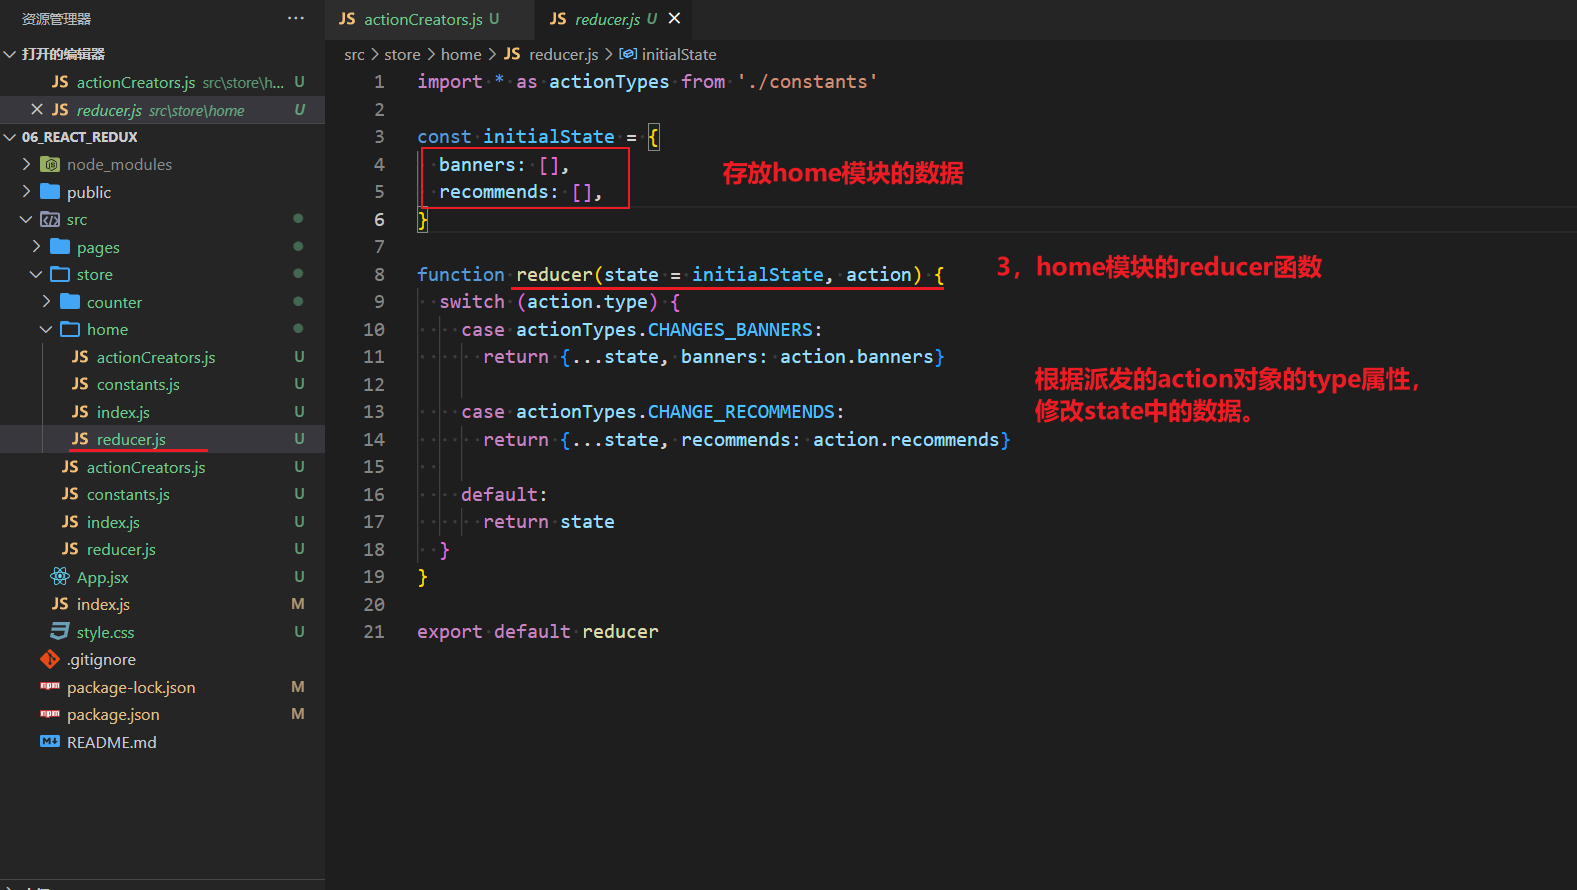 资源管理器 ···
打开的编辑器
JS actionCreators.js src\store\h... U
JS reducer.js src\store\home U
06_REACT_REDUX
node_modules
public
src
pages
store
counter
home
JS actionCreators.js U
JS constants.js U
JS index.js U
JS reducer.js U
JS actionCreators.js U
JS constants.js U
JS index.js U
JS reducer.js U
App.jsx U
JS index.js M
style.css U
.gitignore
package-lock.json M
package.json M
README.md
JS actionCreators.js U JS reducer.js U
src > store > home > JS reducer.js > initialState
1 import * as actionTypes from './constants'
2
3 const initialState = {
4 banners: [],
5 recommends: [],
6 }
7
8 function reducer(state = initialState, action) {
9 switch (action.type) {
10 case actionTypes.CHANGES_BANNERS:
11 return {...state, banners: action.banners}
12
13 case actionTypes.CHANGE_RECOMMENDS:
14 return {...state, recommends: action.recommends}
15
16 default:
17 return state
18 }
19 }
20
21 export default reducer
存放home模块的数据
3，home模块的reducer函数
根据派发的action对象的type属性，
修改state中的数据。